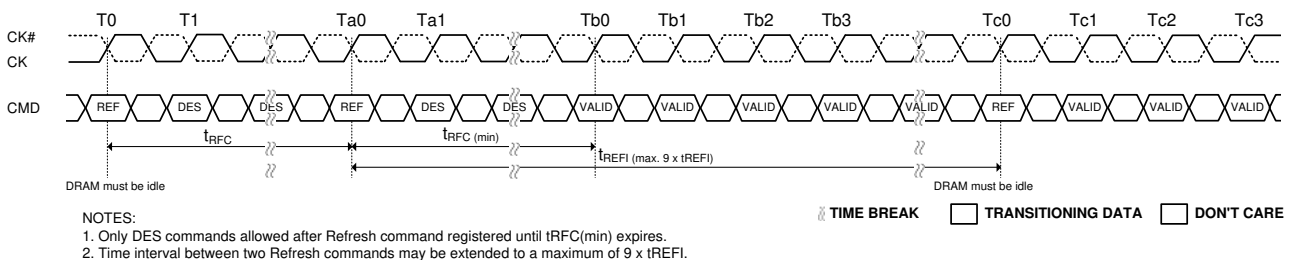 T0 T1 Ta0 Ta1 Tb0 Tb1 Tb2 Tb3 Tc0 Tc1 Tc2 Tc3
CK#
CK
CMD REF DES DES REF DES DES VALID VALID VALID VALID VALID REF VALID VALID VALID
tRFC tRFC (min)
tREFI (max. 9 x tREFI)
DRAM must be idle DRAM must be idle
TIME BREAK TRANSITIONING DATA DON'T CARE
NOTES:
1. Only DES commands allowed after Refresh command registered until tRFC(min) expires.
2. Time interval between two Refresh commands may be extended to a maximum of 9 x tREFI.